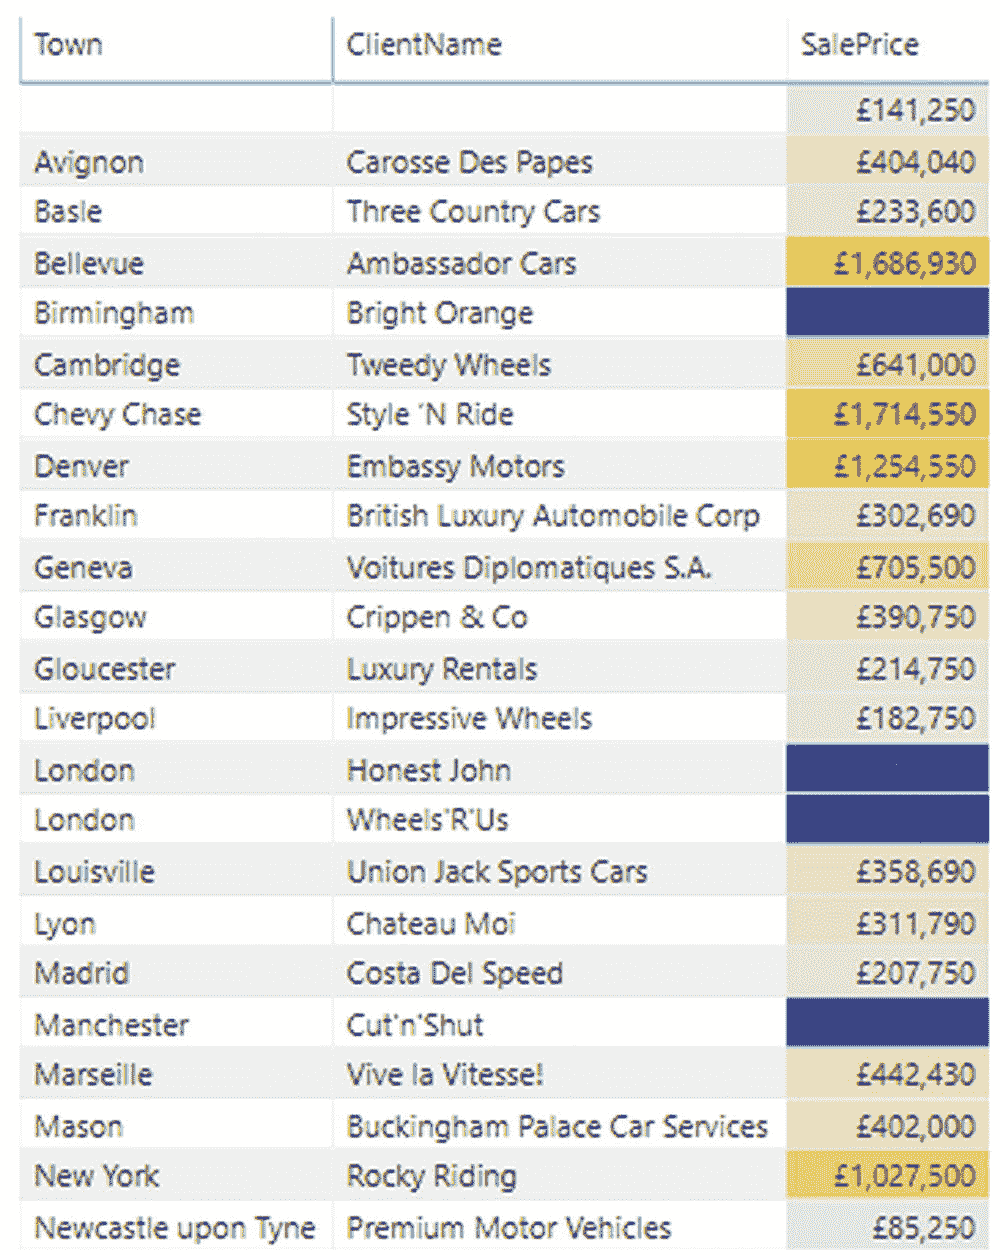 Town ClientName SalePrice
£141,250
Avignon Carosse Des Papes £404,040
Basle Three Country Cars £233,600
Bellevue Ambassador Cars £1,686,930
Birmingham Bright Orange
Cambridge Tweedy Wheels £641,000
Chevy Chase Style 'N Ride £1,714,550
Denver Embassy Motors £1,254,550
Franklin British Luxury Automobile Corp £302,690
Geneva Voitures Diplomatiques S.A. £705,500
Glasgow Crippen & Co £390,750
Gloucester Luxury Rentals £214,750
Liverpool Impressive Wheels £182,750
London Honest John
London Wheels'R'Us
Louisville Union Jack Sports Cars £358,690
Lyon Chateau Moi £311,790
Madrid Costa Del Speed £207,750
Manchester Cut'n'Shut
Marseille Vive la Vitesse! £442,430
Mason Buckingham Palace Car Services £402,000
New York Rocky Riding £1,027,500
Newcastle upon Tyne Premium Motor Vehicles £85,250